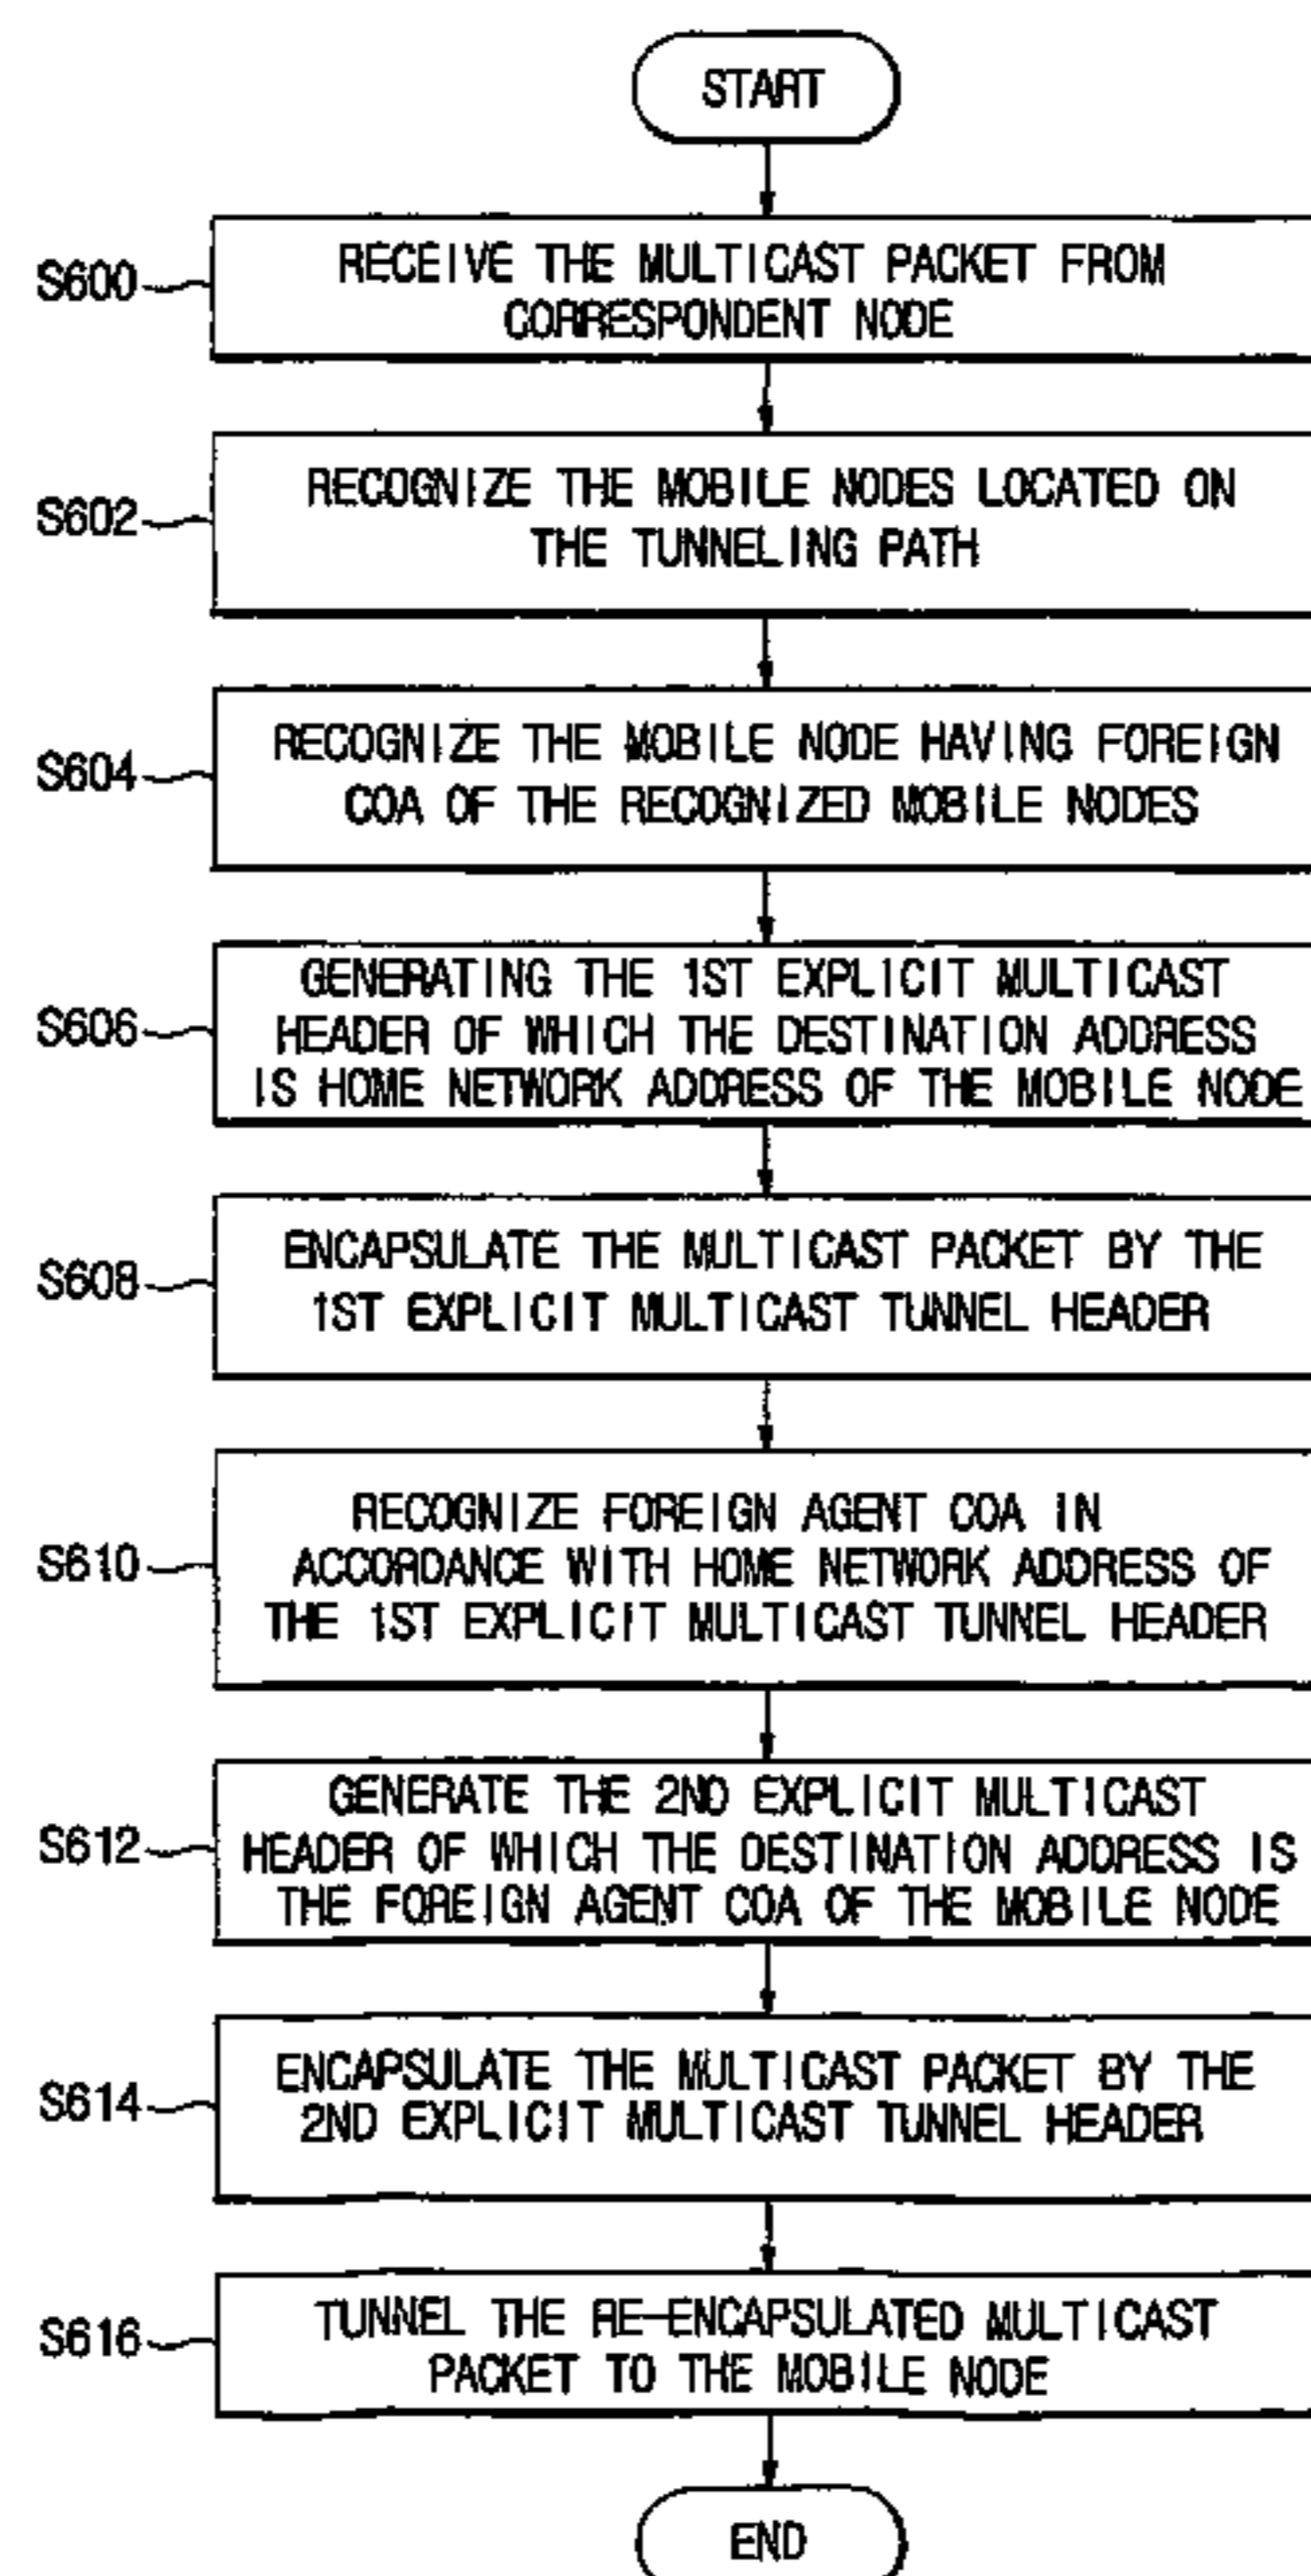 START
S600
RECEIVE THE MULTICAST PACKET FROM
CORRESPONDENT NODE
S602
RECOGNIZE THE MOBILE NODES LOCATED ON
THE TUNNELING PATH
S604
RECOGNIZE THE MOBILE NODE HAVING FOREIGN
COA OF THE RECOGNIZED MOBILE NODES
S606
GENERATING THE 1ST EXPLICIT MULTICAST
HEADER OF WHICH THE DESTINATION ADDRESS
IS HOME NETWORK ADDRESS OF THE MOBILE NODE
S608
ENCAPSULATE THE MULTICAST PACKET BY THE
1ST EXPLICIT MULTICAST TUNNEL HEADER
S610
RECOGNIZE FOREIGN AGENT COA IN
ACCORDANCE WITH HOME NETWORK ADDRESS OF
THE 1ST EXPLICIT MULTICAST TUNNEL HEADER
S612
GENERATE THE 2ND EXPLICIT MULTICAST
HEADER OF WHICH THE DESTINATION ADDRESS IS
THE FOREIGN AGENT COA OF THE MOBILE NODE
S614
ENCAPSULATE THE MULTICAST PACKET BY THE
2ND EXPLICIT MULTICAST TUNNEL HEADER
S616
TUNNEL THE RE-ENCAPSULATED MULTICAST
PACKET TO THE MOBILE NODE
END